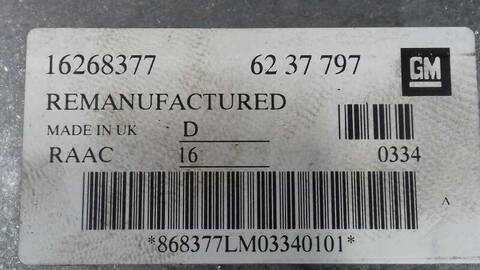 16268377 62 37 797 GM
REMANUFACTURED
MADE IN UK D
RAAC 16 0334
A
*868377LM03340101*